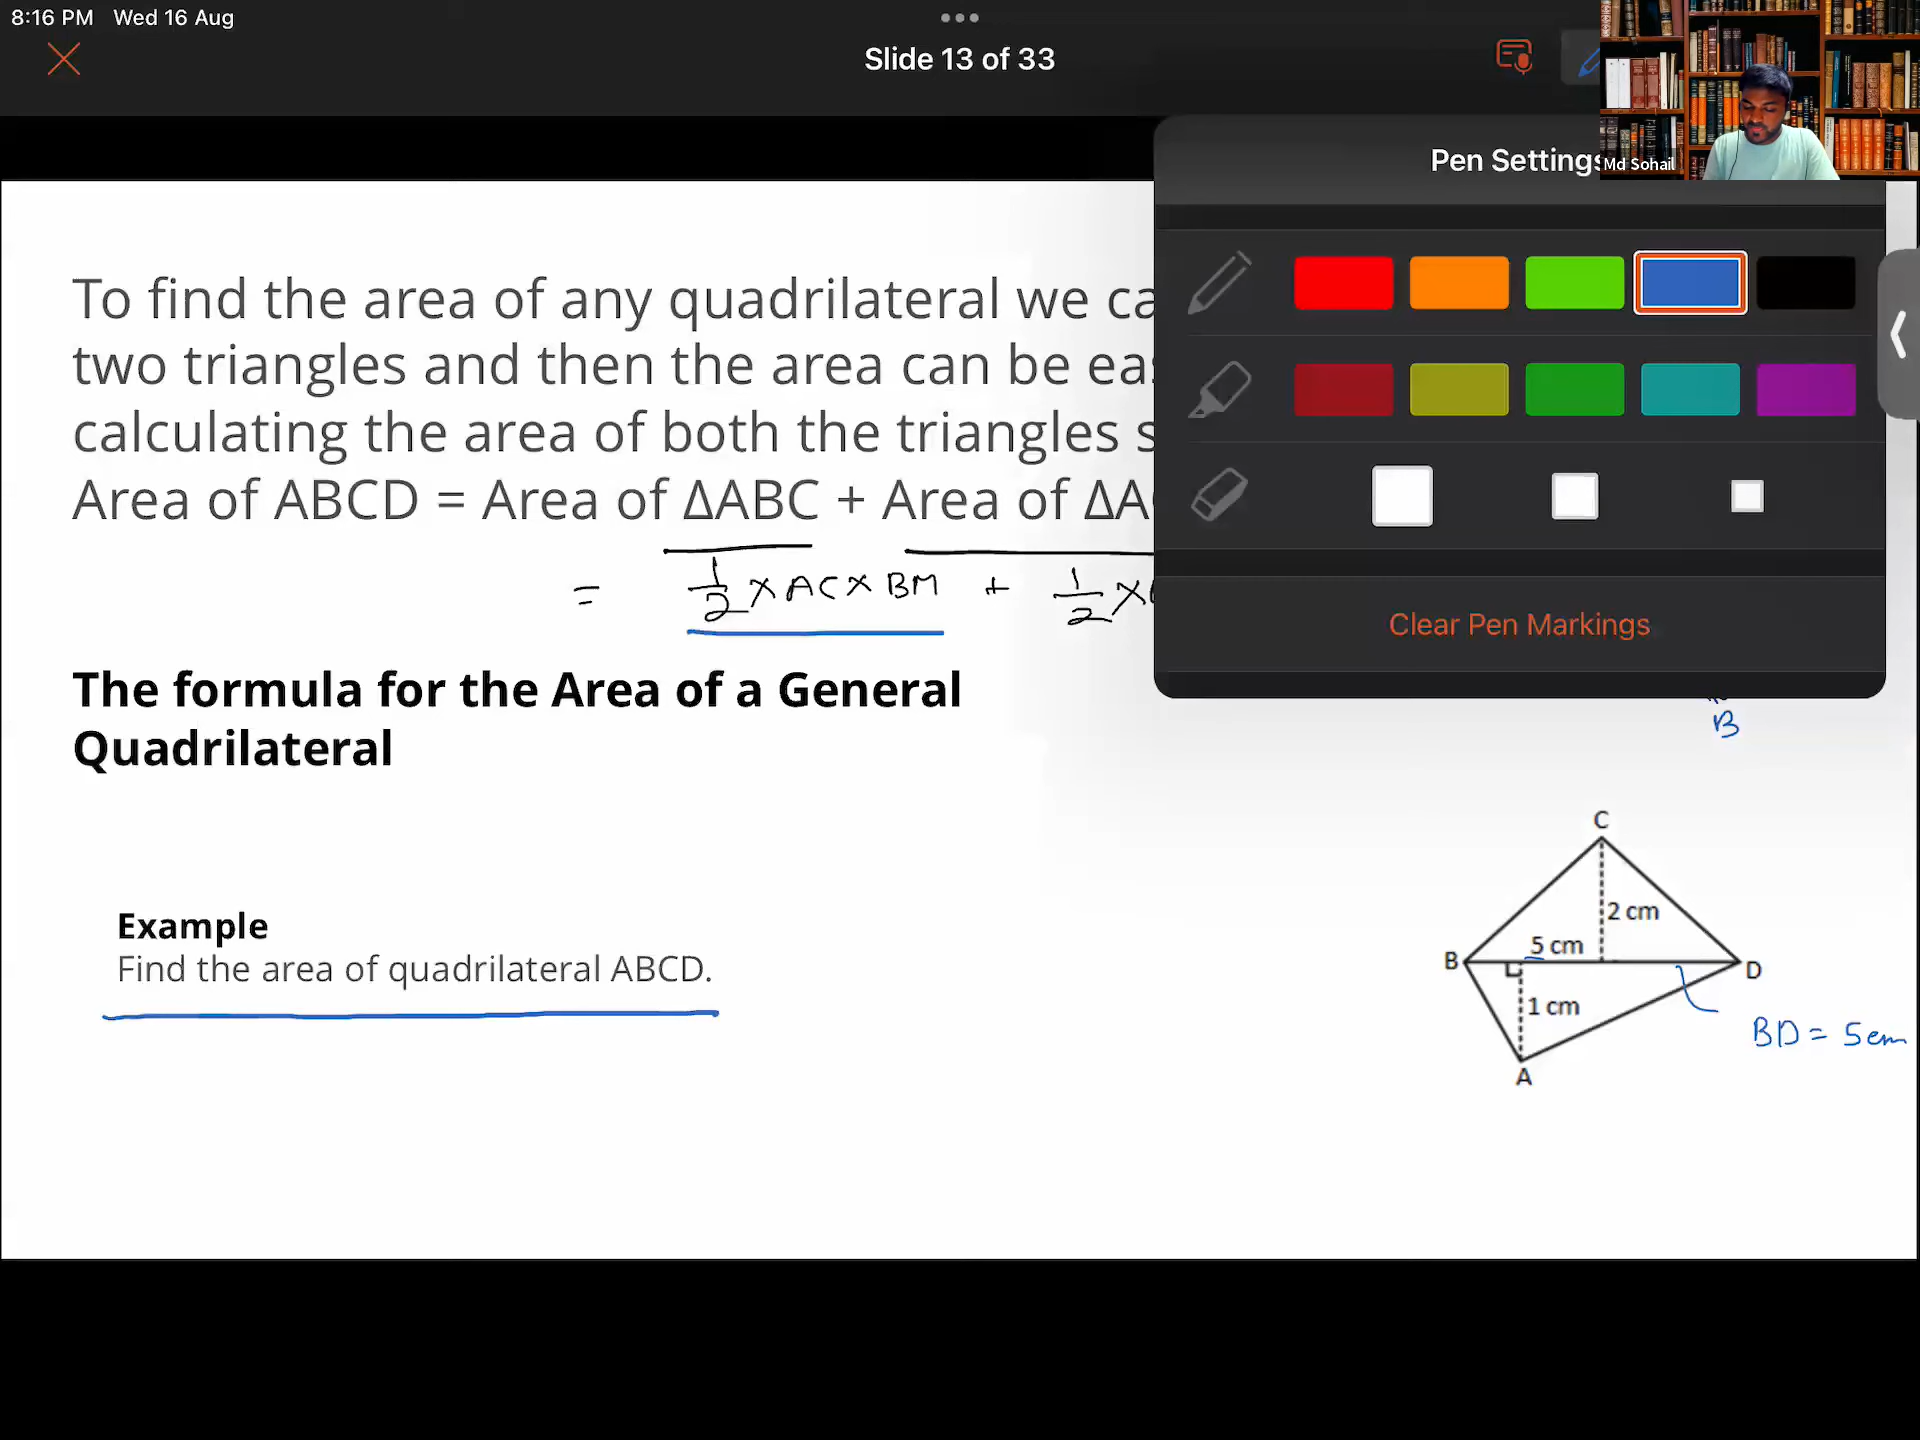 8:16 PM Wed 16 Aug
Slide 13 of 33
Pen Settings
Md Sohail
To find the area of any quadrilateral we
two triangles and then the area can be
calculating the area of both the triangles
Area of ABCD = Area of ΔABC + Area of
= 1/2 × AC × BM + 1/2 ×
Clear Pen Markings
The formula for the Area of a General
Quadrilateral
B
C
2 cm
5 cm
B
D
1 cm
BD = 5cm
A
Example
Find the area of quadrilateral ABCD.